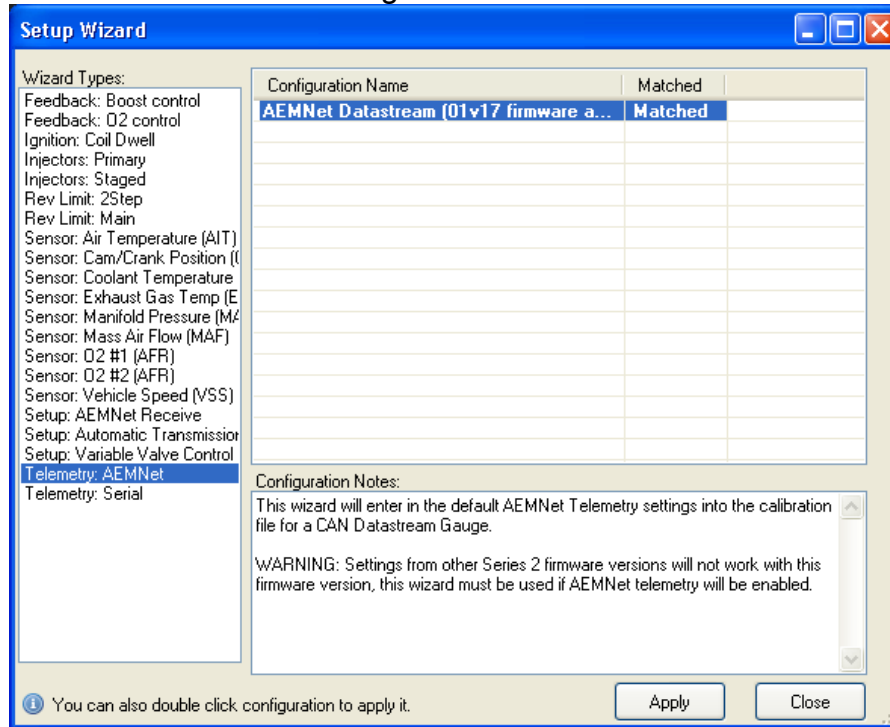 Setup Wizard
Wizard Types:
Feedback: Boost control
Feedback: O2 control
Ignition: Coil Dwell
Injectors: Primary
Injectors: Staged
Rev Limit: 2Step
Rev Limit: Main
Sensor: Air Temperature (AIT)
Sensor: Cam/Crank Position (
Sensor: Coolant Temperature
Sensor: Exhaust Gas Temp (E
Sensor: Manifold Pressure (MA
Sensor: Mass Air Flow (MAF)
Sensor: O2 #1 (AFR)
Sensor: O2 #2 (AFR)
Sensor: Vehicle Speed (VSS)
Setup: AEMNet Receive
Setup: Automatic Transmission
Setup: Variable Valve Control
Telemetry: AEMNet
Telemetry: Serial
Configuration Name Matched
AEMNet Datastream (01v17 firmware a... Matched
Configuration Notes:
This wizard will enter in the default AEMNet Telemetry settings into the calibration
file for a CAN Datastream Gauge.
WARNING: Settings from other Series 2 firmware versions will not work with this
firmware version, this wizard must be used if AEMNet telemetry will be enabled.
You can also double click configuration to apply it.
Apply
Close